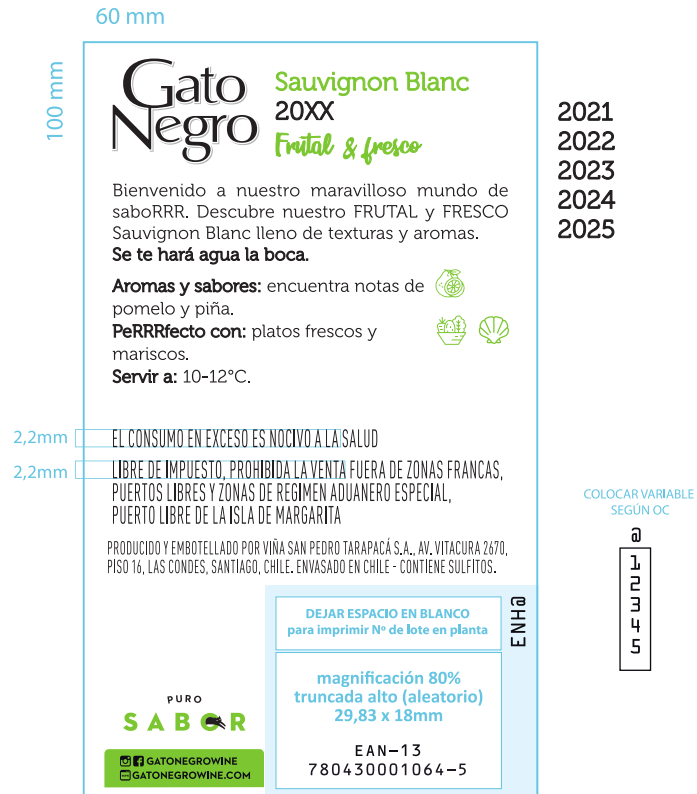 60 mm
100 mm
Gato
Negro
Sauvignon Blanc
20XX
Frutal & fresco
2021
2022
2023
2024
2025
Bienvenido a nuestro maravilloso mundo de
saboRRR. Descubre nuestro FRUTAL y FRESCO
Sauvignon Blanc lleno de texturas y aromas.
Se te hará agua la boca.
Aromas y sabores: encuentra notas de
pomelo y piña.
PeRRRfecto con: platos frescos y
mariscos.
Servir a: 10-12°C.
2,2mm
EL CONSUMO EN EXCESO ES NOCIVO A LA SALUD
2,2mm
LIBRE DE IMPUESTO, PROHIBIDA LA VENTA FUERA DE ZONAS FRANCAS,
PUERTOS LIBRES Y ZONAS DE REGIMEN ADUANERO ESPECIAL,
PUERTO LIBRE DE LA ISLA DE MARGARITA
PRODUCIDO Y EMBOTELLADO POR VIÑA SAN PEDRO TARAPACÁ S.A., AV. VITACURA 2670,
PISO 16, LAS CONDES, SANTIAGO, CHILE. ENVASADO EN CHILE - CONTIENE SULFITOS.
COLOCAR VARIABLE
SEGÚN OC
@
1
2
3
4
5
DEJAR ESPACIO EN BLANCO
para imprimir Nº de lote en planta
ENH@
magnificación 80%
truncada alto (aleatorio)
29,83 x 18mm
EAN-13
780430001064-5
PURO
SABOR
GATONEGROWINE
GATONEGROWINE.COM